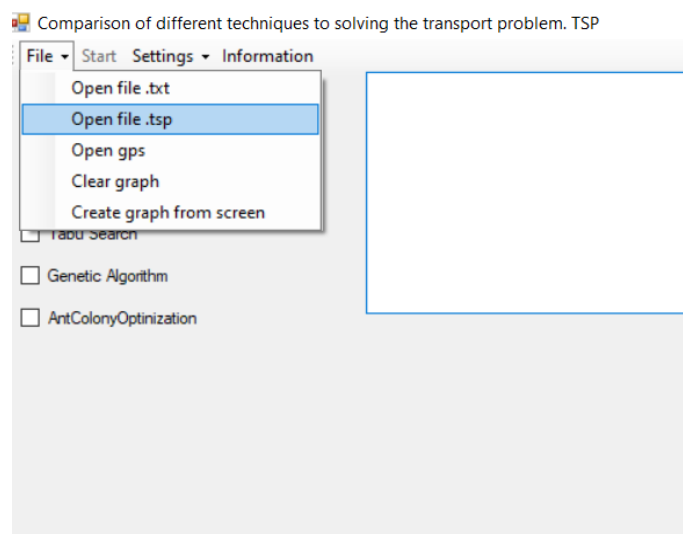 Comparison of different techniques to solving the transport problem. TSP
File Start Settings Information
Open file .txt
Open file .tsp
Open gps
Clear graph
Create graph from screen
Tabu Search
Genetic Algorithm
AntColonyOptinization